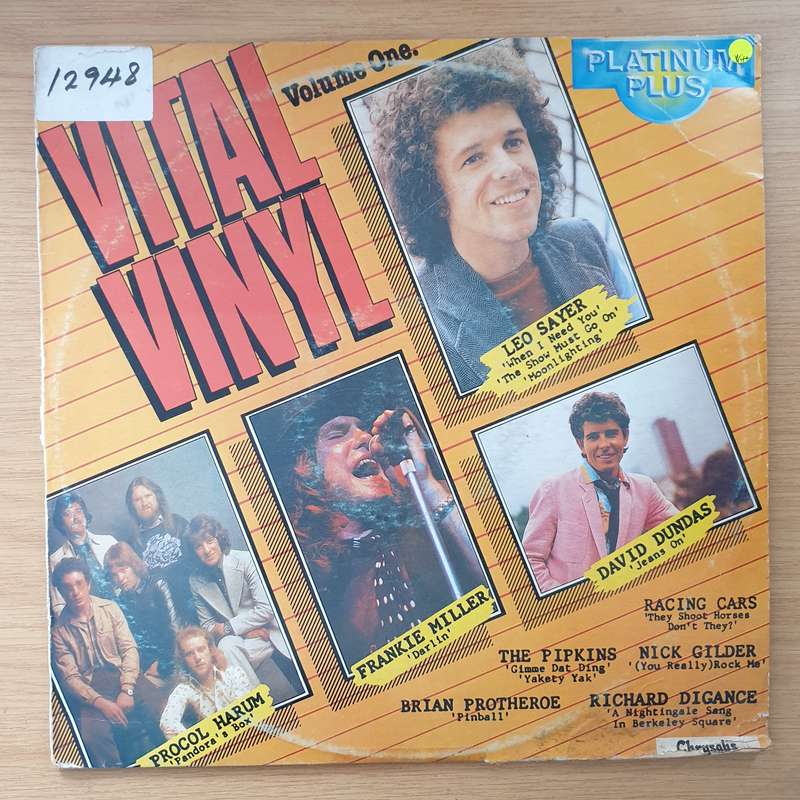 12948
VITAL
VINYL
Volume One.
PLATINUM
PLUS
LEO SAYER
'When I Need You'
'The Show Must Go On'
'Moonlighting'
DAVID DUNDAS
'Jeans On'
FRANKIE MILLER
'Darlin'
PROCOL HARUM
'Pandora's Box'
RACING CARS
'They Shoot Horses
Don't They?'
THE PIPKINS
'Gimme Dat Ding'
'Yakety Yak'
NICK GILDER
'(You Really)Rock Me'
BRIAN PROTHEROE
'Pinball'
RICHARD DIGANCE
'A Nightingale Sang
In Berkeley Square'
Chrysalis